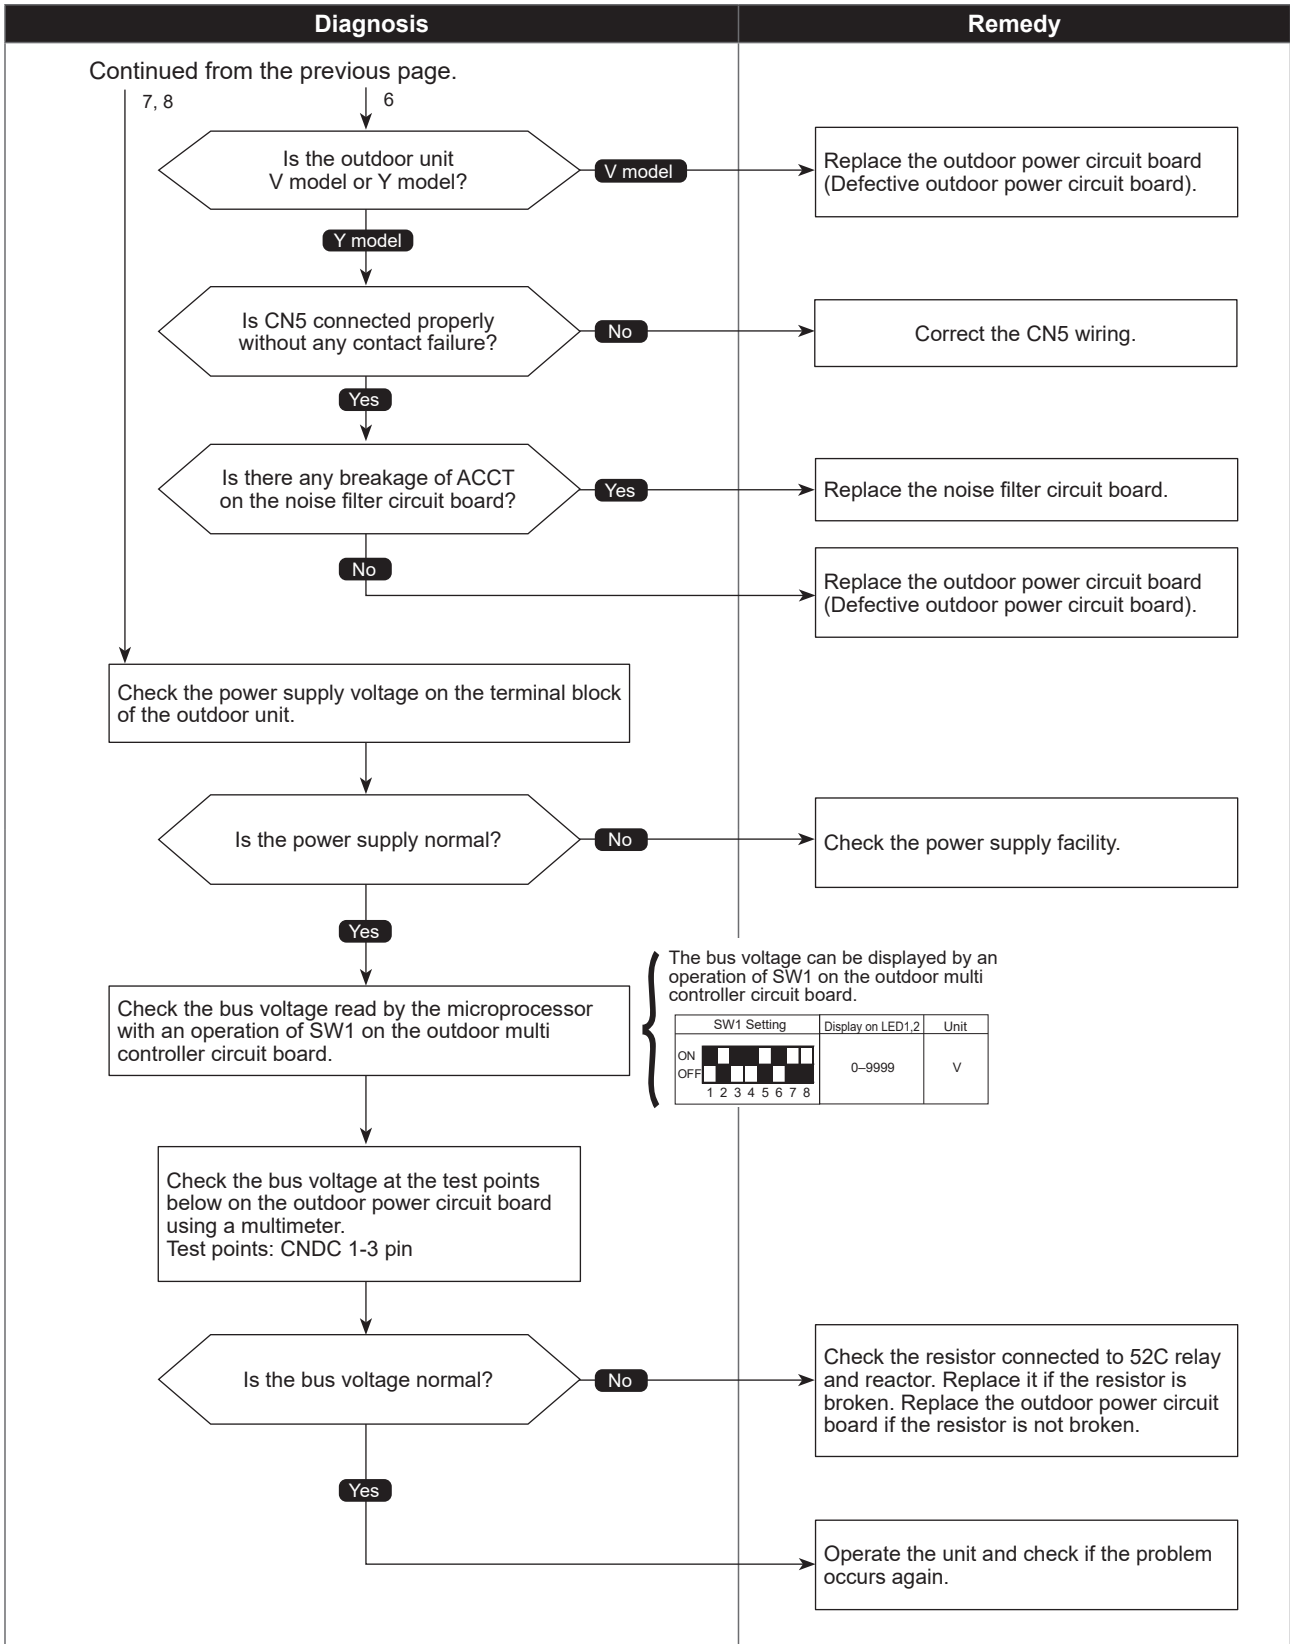 Diagnosis
Remedy
Continued from the previous page.
7, 8
6
Is the outdoor unit
V model or Y model?
V model
Replace the outdoor power circuit board
(Defective outdoor power circuit board).
Y model
Is CN5 connected properly
without any contact failure?
No
Correct the CN5 wiring.
Yes
Is there any breakage of ACCT
on the noise filter circuit board?
Yes
Replace the noise filter circuit board.
No
Replace the outdoor power circuit board
(Defective outdoor power circuit board).
Check the power supply voltage on the terminal block
of the outdoor unit.
Is the power supply normal?
No
Check the power supply facility.
Yes
Check the bus voltage read by the microprocessor
with an operation of SW1 on the outdoor multi
controller circuit board.
The bus voltage can be displayed by an
operation of SW1 on the outdoor multi
controller circuit board.
SW1 Setting
Display on LED1,2
Unit
ON
OFF
1 2 3 4 5 6 7 8
0–9999
V
Check the bus voltage at the test points
below on the outdoor power circuit board
using a multimeter.
Test points: CNDC 1-3 pin
Is the bus voltage normal?
No
Check the resistor connected to 52C relay
and reactor. Replace it if the resistor is
broken. Replace the outdoor power circuit
board if the resistor is not broken.
Yes
Operate the unit and check if the problem
occurs again.